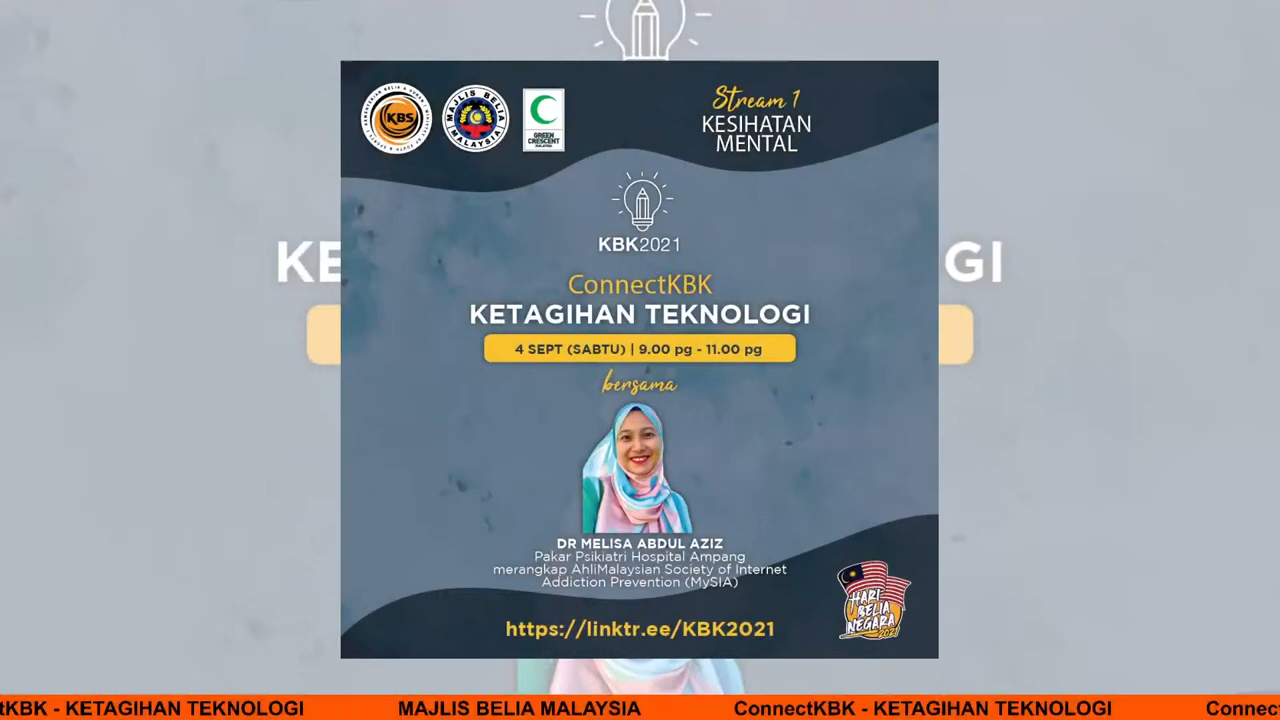 KBS
MAJLIS BELIA
MALAYSIA
GREEN
CRESCENT
MALAYSIA
Stream 1
KESIHATAN
MENTAL
KBK2021
KE
GI
ConnectKBK
KETAGIHAN TEKNOLOGI
4 SEPT (SABTU) | 9.00 pg - 11.00 pg
bersama
DR MELISA ABDUL AZIZ
Pakar Psikiatri Hospital Ampang
merangkap AhliMalaysian Society of Internet
Addiction Prevention (MySIA)
HARI
BELIA
NEGARA
2021
https://linktr.ee/KBK2021
tKBK - KETAGIHAN TEKNOLOGI MAJLIS BELIA MALAYSIA ConnectKBK - KETAGIHAN TEKNOLOGI Connec